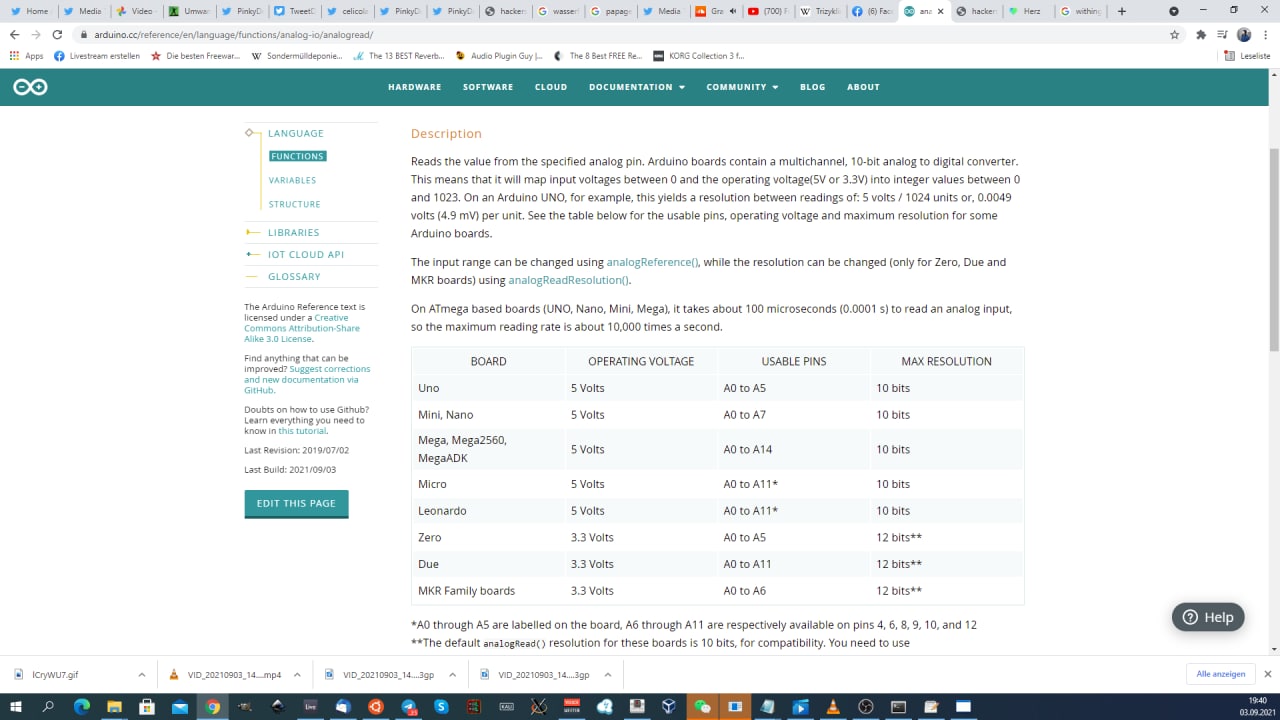 Home
Media
Video
Umwar
PinkyD
TweetD
celicola
PinkyD
PinkyD
hacker
wasserf
papage
Media
Gra
(700) F
Trizykl
(6) Fac
ana
hacker
Herz
withing
arduino.cc/reference/en/language/functions/analog-io/analogread/
Apps
Livestream erstellen
Die besten Freewar...
Sondermülldeponie...
The 13 BEST Reverb...
Audio Plugin Guy |...
The 8 Best FREE Re...
KORG Collection 3 f...
Leseliste
HARDWARE SOFTWARE CLOUD DOCUMENTATION COMMUNITY BLOG ABOUT
LANGUAGE
FUNCTIONS
VARIABLES
STRUCTURE
LIBRARIES
IOT CLOUD API
GLOSSARY
The Arduino Reference text is
licensed under a Creative
Commons Attribution-Share
Alike 3.0 License.
Find anything that can be
improved? Suggest corrections
and new documentation via
GitHub.
Doubts on how to use Github?
Learn everything you need to
know in this tutorial.
Last Revision: 2019/07/02
Last Build: 2021/09/03
EDIT THIS PAGE
Description
Reads the value from the specified analog pin. Arduino boards contain a multichannel, 10-bit analog to digital converter.
This means that it will map input voltages between 0 and the operating voltage(5V or 3.3V) into integer values between 0
and 1023. On an Arduino UNO, for example, this yields a resolution between readings of: 5 volts / 1024 units or, 0.0049
volts (4.9 mV) per unit. See the table below for the usable pins, operating voltage and maximum resolution for some
Arduino boards.
The input range can be changed using analogReference(), while the resolution can be changed (only for Zero, Due and
MKR boards) using analogReadResolution().
On ATmega based boards (UNO, Nano, Mini, Mega), it takes about 100 microseconds (0.0001 s) to read an analog input,
so the maximum reading rate is about 10,000 times a second.
BOARD OPERATING VOLTAGE USABLE PINS MAX RESOLUTION
Uno 5 Volts A0 to A5 10 bits
Mini, Nano 5 Volts A0 to A7 10 bits
Mega, Mega2560,
MegaADK 5 Volts A0 to A14 10 bits
Micro 5 Volts A0 to A11* 10 bits
Leonardo 5 Volts A0 to A11* 10 bits
Zero 3.3 Volts A0 to A5 12 bits**
Due 3.3 Volts A0 to A11 12 bits**
MKR Family boards 3.3 Volts A0 to A6 12 bits**
*A0 through A5 are labelled on the board, A6 through A11 are respectively available on pins 4, 6, 8, 9, 10, and 12
**The default analogRead() resolution for these boards is 10 bits, for compatibility. You need to use
Help
lCryWU7.gif
VID_20210903_14....mp4
VID_20210903_14....3gp
VID_20210903_14....3gp
Alle anzeigen
19:40
03.09.2021